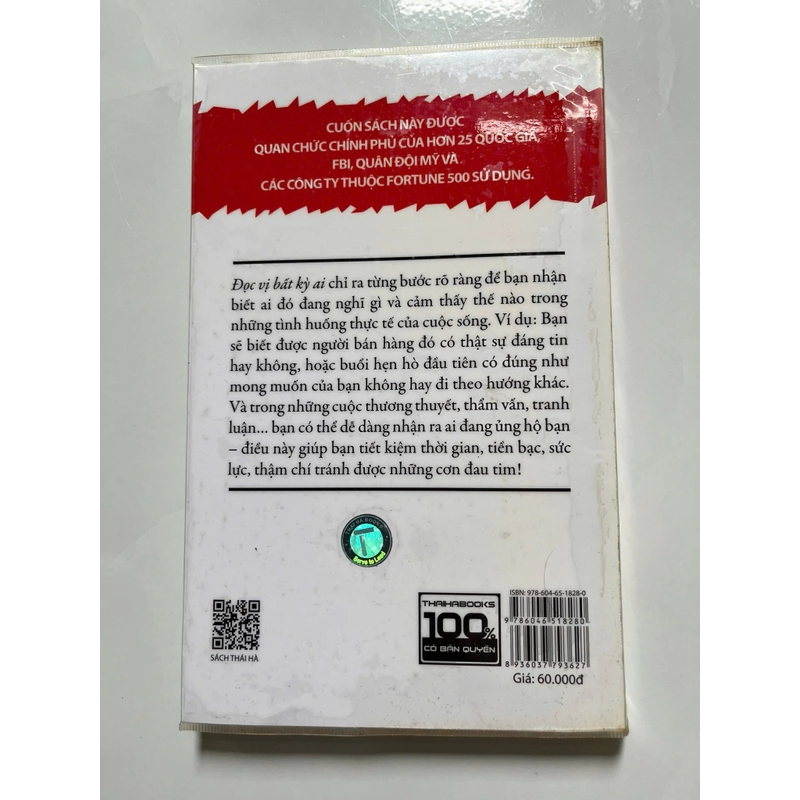 CUỐN SÁCH NÀY ĐƯỢC
QUAN CHỨC CHÍNH PHỦ CỦA HƠN 25 QUỐC GIA,
FBI, QUÂN ĐỘI MỸ VÀ
CÁC CÔNG TY THUỘC FORTUNE 500 SỬ DỤNG.
Đọc vị bất kỳ ai chỉ ra từng bước rõ ràng để bạn nhận
biết ai đó đang nghĩ gì và cảm thấy thế nào trong
những tình huống thực tế của cuộc sống. Ví dụ: Bạn
sẽ biết được người bán hàng đó có thật sự đáng tin
hay không, hoặc buổi hẹn hò đầu tiên có đúng như
mong muốn của bạn không hay đi theo hướng khác.
Và trong những cuộc thương thuyết, thẩm vấn, tranh
luận... bạn có thể dễ dàng nhận ra ai đang ủng hộ bạn
– điều này giúp bạn tiết kiệm thời gian, tiền bạc, sức
lực, thậm chí tránh được những cơn đau tim!
THAI HA BOOKS
T
Serve to Lead
SÁCH THÁI HÀ
THAIHABOOKS
100%
CÓ BẢN QUYỀN
ISBN: 978-604-65-1828-0
9 786046 518280
8 936037 793627
Giá: 60.000đ